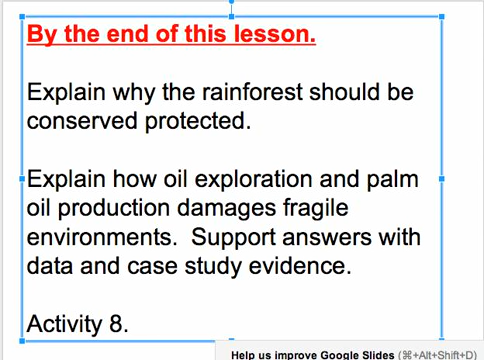 By the end of this lesson.
Explain why the rainforest should be
conserved protected.
Explain how oil exploration and palm
oil production damages fragile
environments.  Support answers with
data and case study evidence.
Activity 8.
Help us improve Google Slides (⌘+Alt+Shift+D)